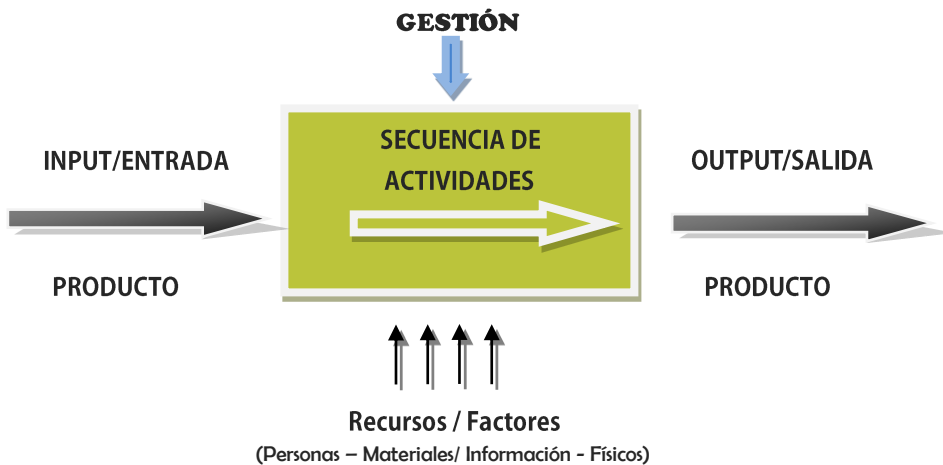 GESTIÓN
INPUT/ENTRADA
PRODUCTO
SECUENCIA DE
ACTIVIDADES
OUTPUT/SALIDA
PRODUCTO
Recursos / Factores
(Personas – Materiales/ Información - Físicos)